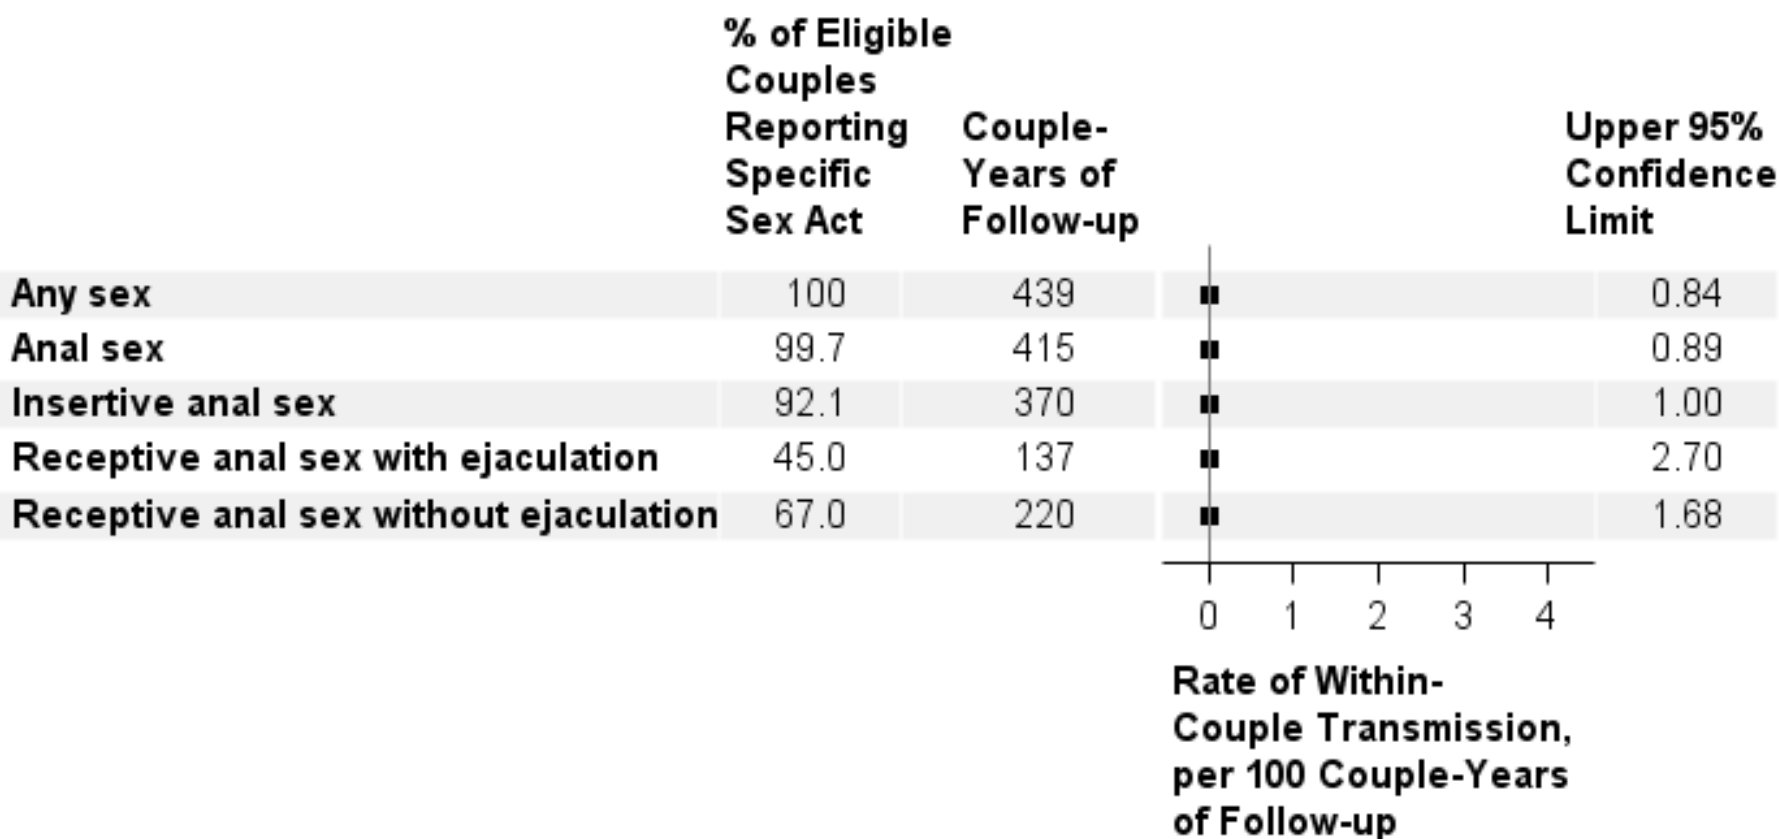 % of Eligible
Couples
Reporting
Specific
Sex Act
Couple-
Years of
Follow-up
Upper 95%
Confidence
Limit
Any sex 100 439 0.84
Anal sex 99.7 415 0.89
Insertive anal sex 92.1 370 1.00
Receptive anal sex with ejaculation 45.0 137 2.70
Receptive anal sex without ejaculation 67.0 220 1.68
0 1 2 3 4
Rate of Within-
Couple Transmission,
per 100 Couple-Years
of Follow-up